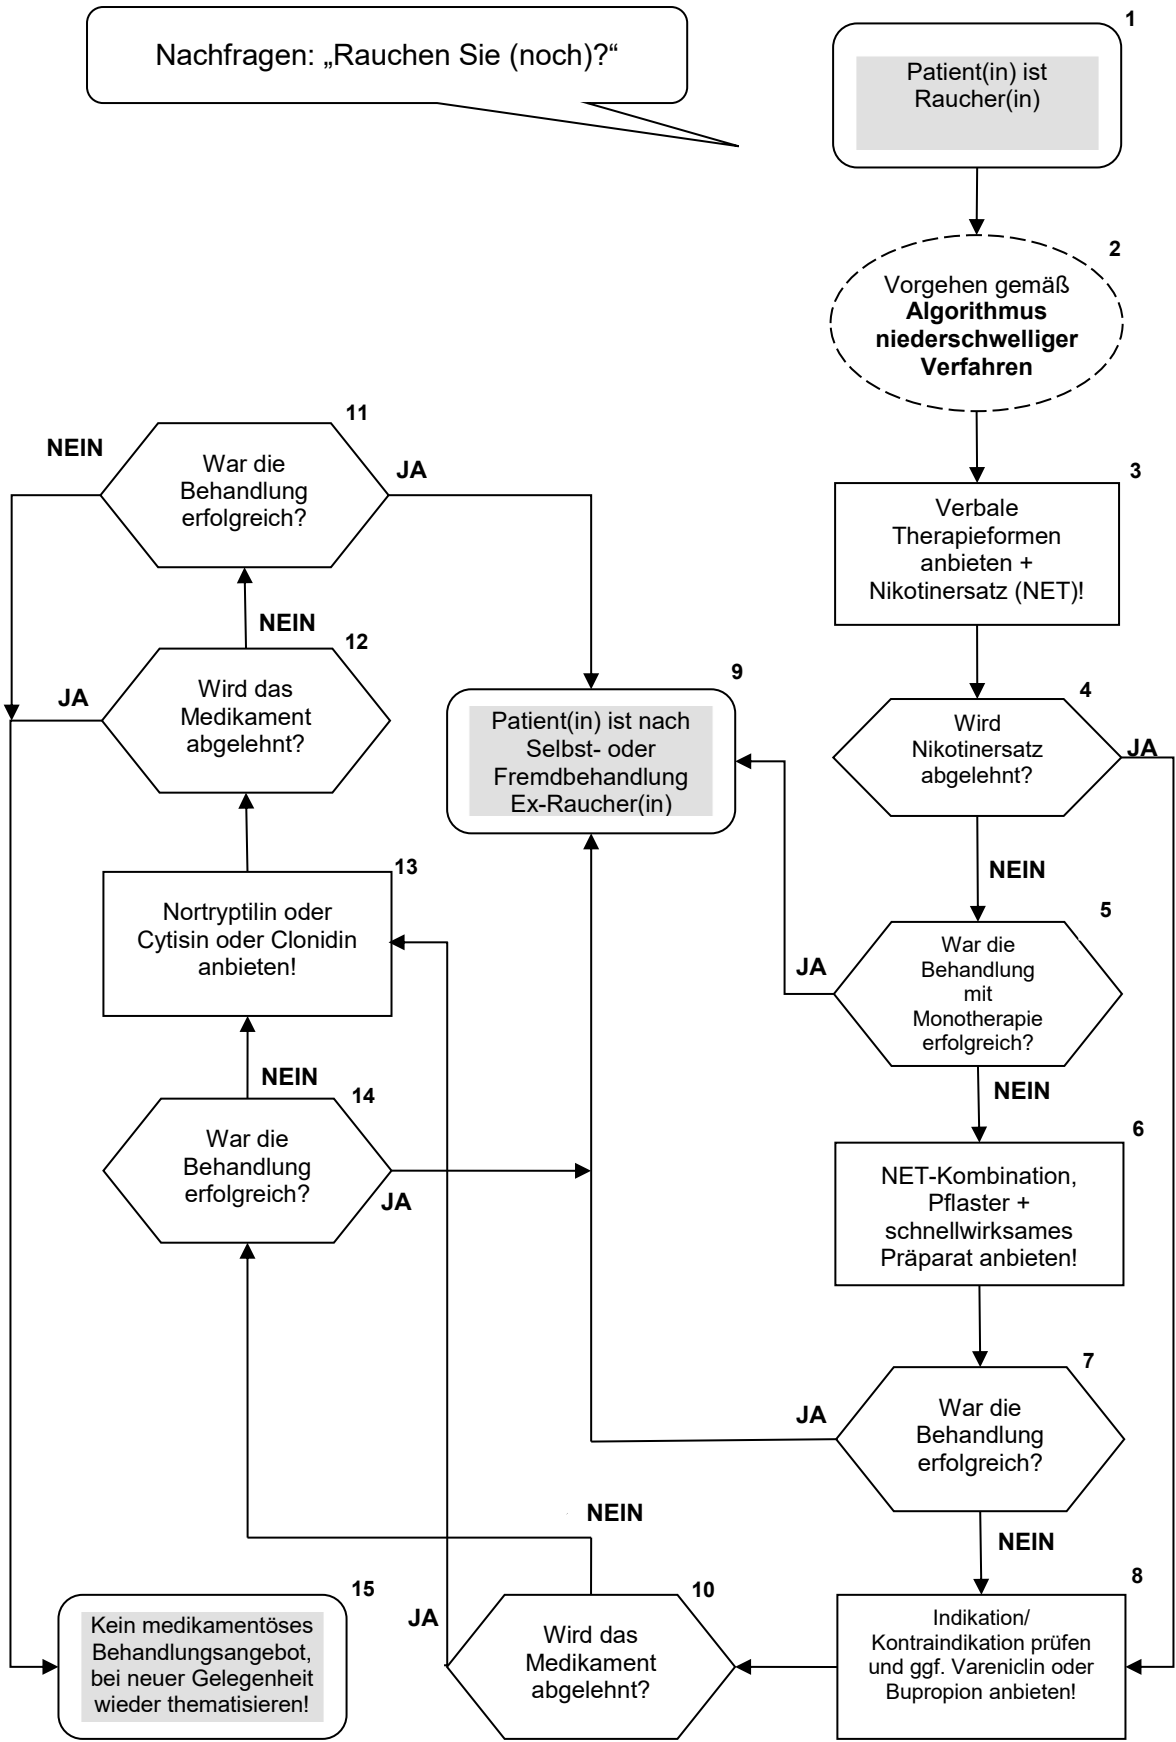 Nachfragen: „Rauchen Sie (noch)?“
1
Patient(in) ist
Raucher(in)
2
Vorgehen gemäß
Algorithmus
niederschwelliger
Verfahren
3
Verbale
Therapieformen
anbieten +
Nikotinersatz (NET)!
4
Wird
Nikotinersatz
abgelehnt?
JA
NEIN
5
War die
Behandlung
mit
Monotherapie
erfolgreich?
JA
NEIN
6
NET-Kombination,
Pflaster +
schnellwirksames
Präparat anbieten!
7
War die
Behandlung
erfolgreich?
JA
NEIN
8
Indikation/
Kontraindikation prüfen
und ggf. Vareniclin oder
Bupropion anbieten!
9
Patient(in) ist nach
Selbst- oder
Fremdbehandlung
Ex-Raucher(in)
10
Wird das
Medikament
abgelehnt?
JA
NEIN
11
War die
Behandlung
erfolgreich?
NEIN
JA
12
Wird das
Medikament
abgelehnt?
JA
NEIN
13
Nortryptilin oder
Cytisin oder Clonidin
anbieten!
14
War die
Behandlung
erfolgreich?
NEIN
JA
15
Kein medikamentöses
Behandlungsangebot,
bei neuer Gelegenheit
wieder thematisieren!